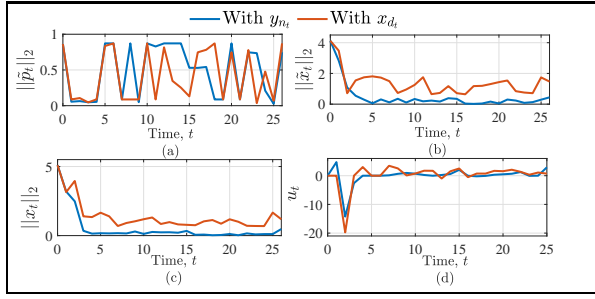 With y_{n_t} With x_{d_t}
||p̃_t||_2
1
0.5
0
0 5 10 15 20 25
Time, t
(a)
||x̃_t||_2
4
2
0
0 5 10 15 20 25
Time, t
(b)
||x_t||_2
5
0
0 5 10 15 20 25
Time, t
(c)
u_t
0
-10
-20
0 5 10 15 20 25
Time, t
(d)